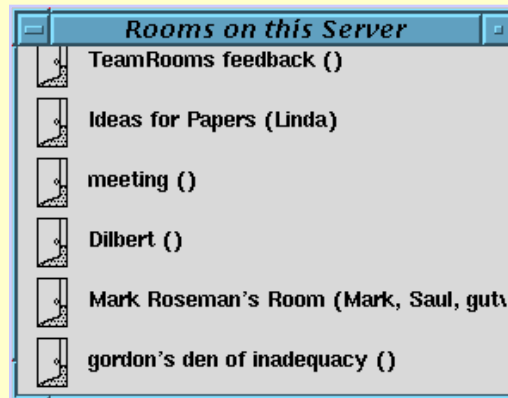 Rooms on this Server
TeamRooms feedback ()
Ideas for Papers (Linda)
meeting ()
Dilbert ()
Mark Roseman's Room (Mark, Saul,
gordon's den of inadequacy ()